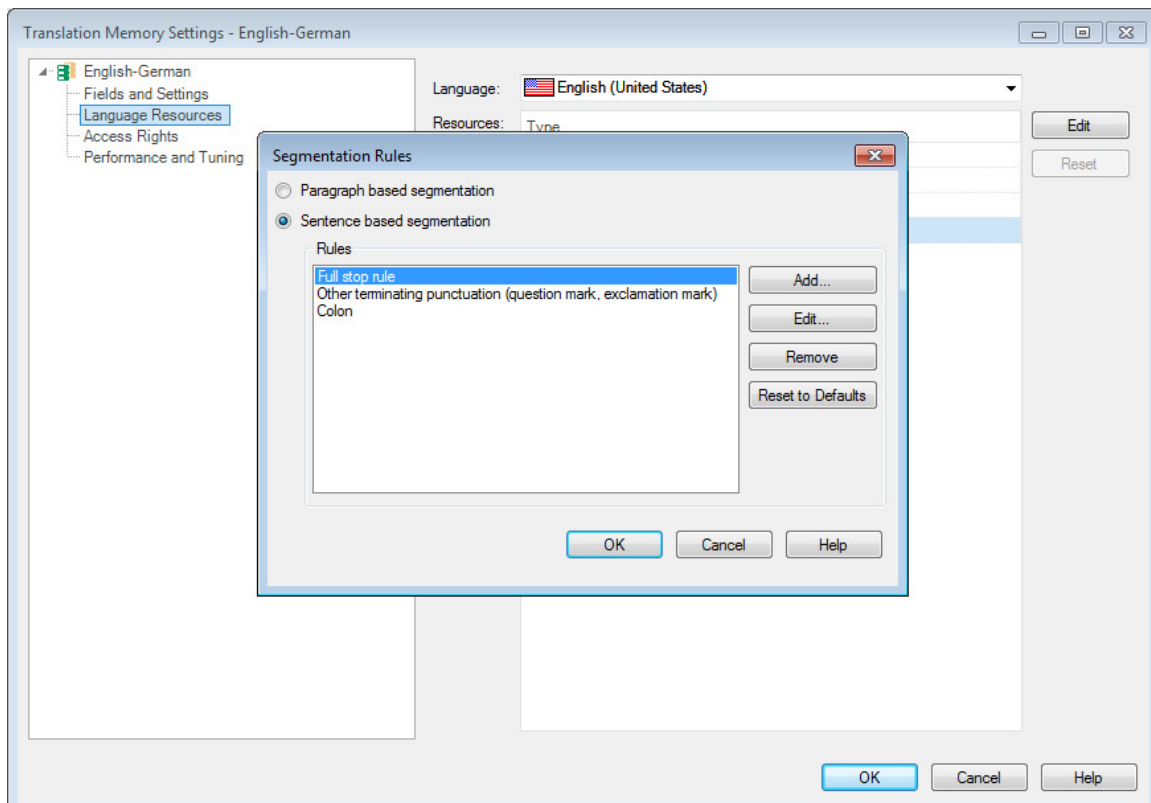 Translation Memory Settings - English-German
English-German
Fields and Settings
Language Resources
Access Rights
Performance and Tuning
Language:
English (United States)
Resources:
Type
Edit
Reset
Segmentation Rules
Paragraph based segmentation
Sentence based segmentation
Rules
Full stop rule
Other terminating punctuation (question mark, exclamation mark)
Colon
Add...
Edit...
Remove
Reset to Defaults
OK Cancel Help
OK Cancel Help